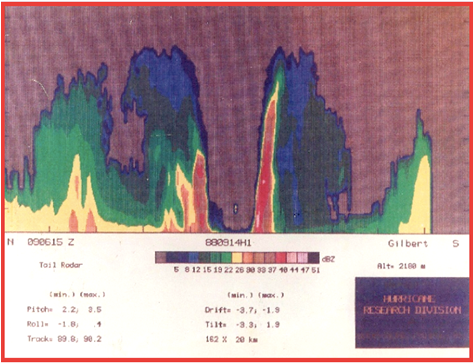 N 090615 Z 880914H1 Gilbert S
5 8 12 15 19 22 26 30 33 37 40 44 47 51 dBZ
Tail Radar Alt= 2180 m
(min.) (max.) (min.) (max.)
Pitch= 2.2; 3.5 Drift= -3.7; -1.9
Roll= -1.8; .4 Tilt= -3.3; 1.9
Track= 89.8; 90.2 162 X 20 km
HURRICANE
RESEARCH DIVISION